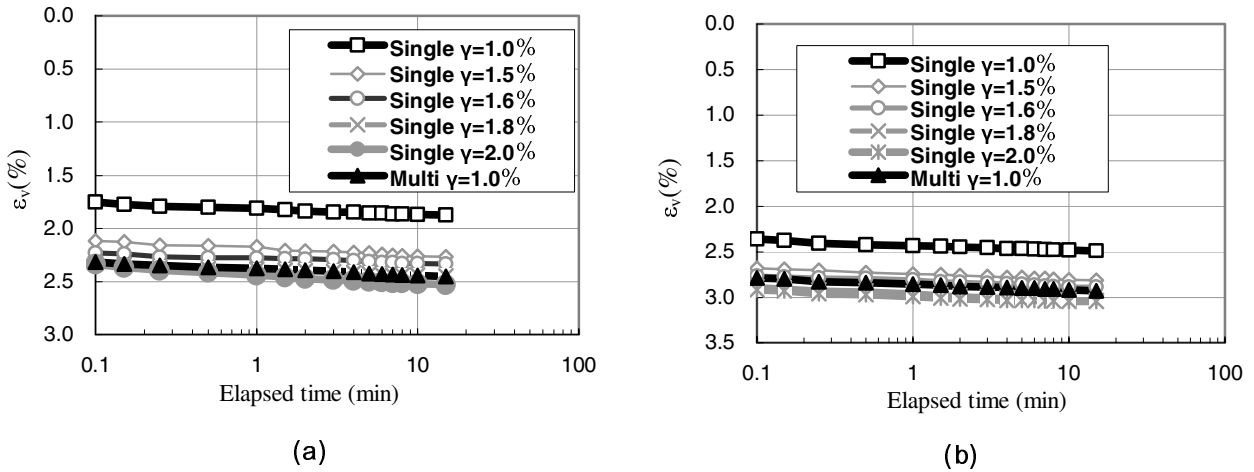 0.0
0.5
1.0
1.5
2.0
2.5
3.0
εv(%)
Single γ=1.0%
Single γ=1.5%
Single γ=1.6%
Single γ=1.8%
Single γ=2.0%
Multi γ=1.0%
0.1 1 10 100
Elapsed time (min)
(a)
0.0
0.5
1.0
1.5
2.0
2.5
3.0
3.5
εv(%)
Single γ=1.0%
Single γ=1.5%
Single γ=1.6%
Single γ=1.8%
Single γ=2.0%
Multi γ=1.0%
0.1 1 10 100
Elapsed time (min)
(b)